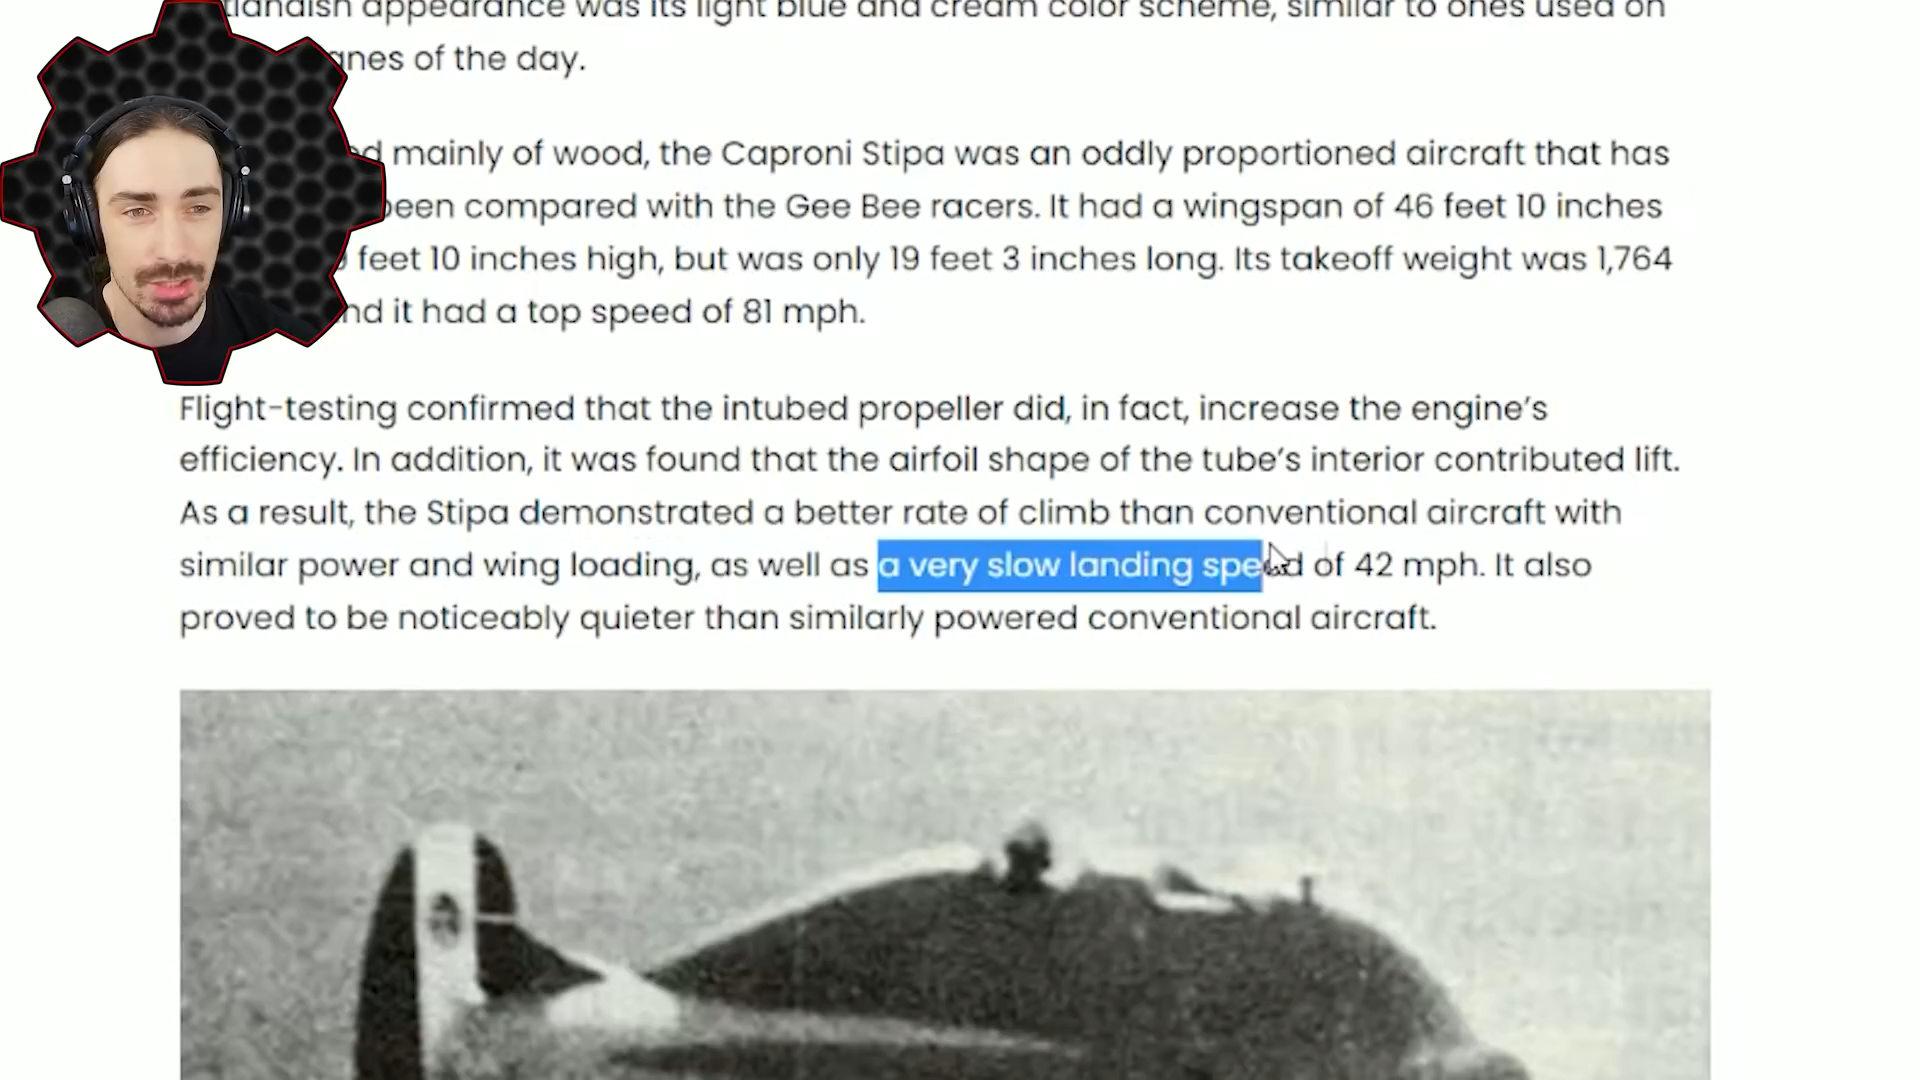 appearance was its light blue and cream color scheme, similar to ones used on
of the day.
mainly of wood, the Caproni Stipa was an oddly proportioned aircraft that has
been compared with the Gee Bee racers. It had a wingspan of 46 feet 10 inches
feet 10 inches high, but was only 19 feet 3 inches long. Its takeoff weight was 1,764
and it had a top speed of 81 mph.
Flight-testing confirmed that the intubed propeller did, in fact, increase the engine’s
efficiency. In addition, it was found that the airfoil shape of the tube’s interior contributed lift.
As a result, the Stipa demonstrated a better rate of climb than conventional aircraft with
similar power and wing loading, as well as a very slow landing speed of 42 mph. It also
proved to be noticeably quieter than similarly powered conventional aircraft.